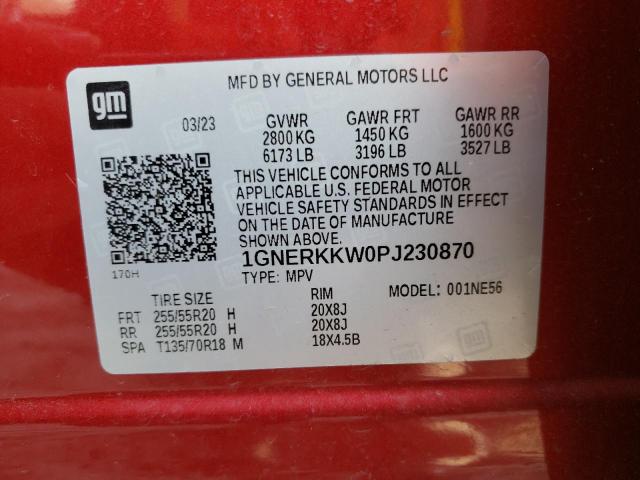 gm
MFD BY GENERAL MOTORS LLC
03/23
GVWR GAWR FRT GAWR RR
2800 KG 1450 KG 1600 KG
6173 LB 3196 LB 3527 LB
THIS VEHICLE CONFORMS TO ALL
APPLICABLE U.S. FEDERAL MOTOR
VEHICLE SAFETY STANDARDS IN EFFECT
ON THE DATE OF MANUFACTURE
SHOWN ABOVE.
170H
1GNERKKW0PJ230870
TYPE: MPV MODEL: 001NE56
TIRE SIZE RIM
FRT 255/55R20 H 20X8J
RR 255/55R20 H 20X8J
SPA T135/70R18 M 18X4.5B